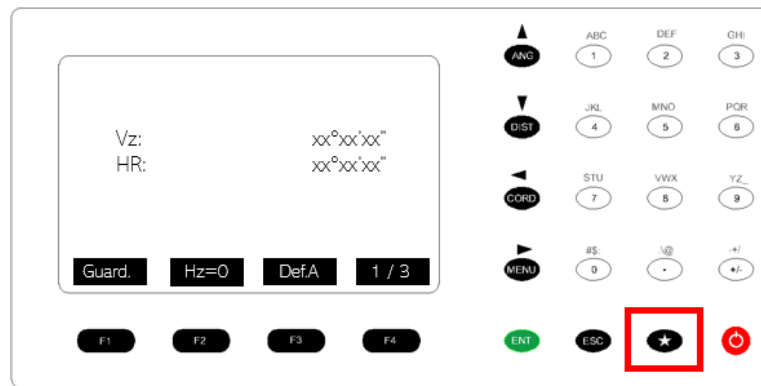 ANG
ABC
1
DEF
2
GHI
3
Vz: xx°xx'xx"
HR: xx°xx'xx"
DIST
JKL
4
MNO
5
PQR
6
CORD
STU
7
VWX
8
YZ_
9
Guard. Hz=0 Def.A 1 / 3
MENU
#$:
0
.\@
.
-+/
•/-
F1 F2 F3 F4
ENT ESC